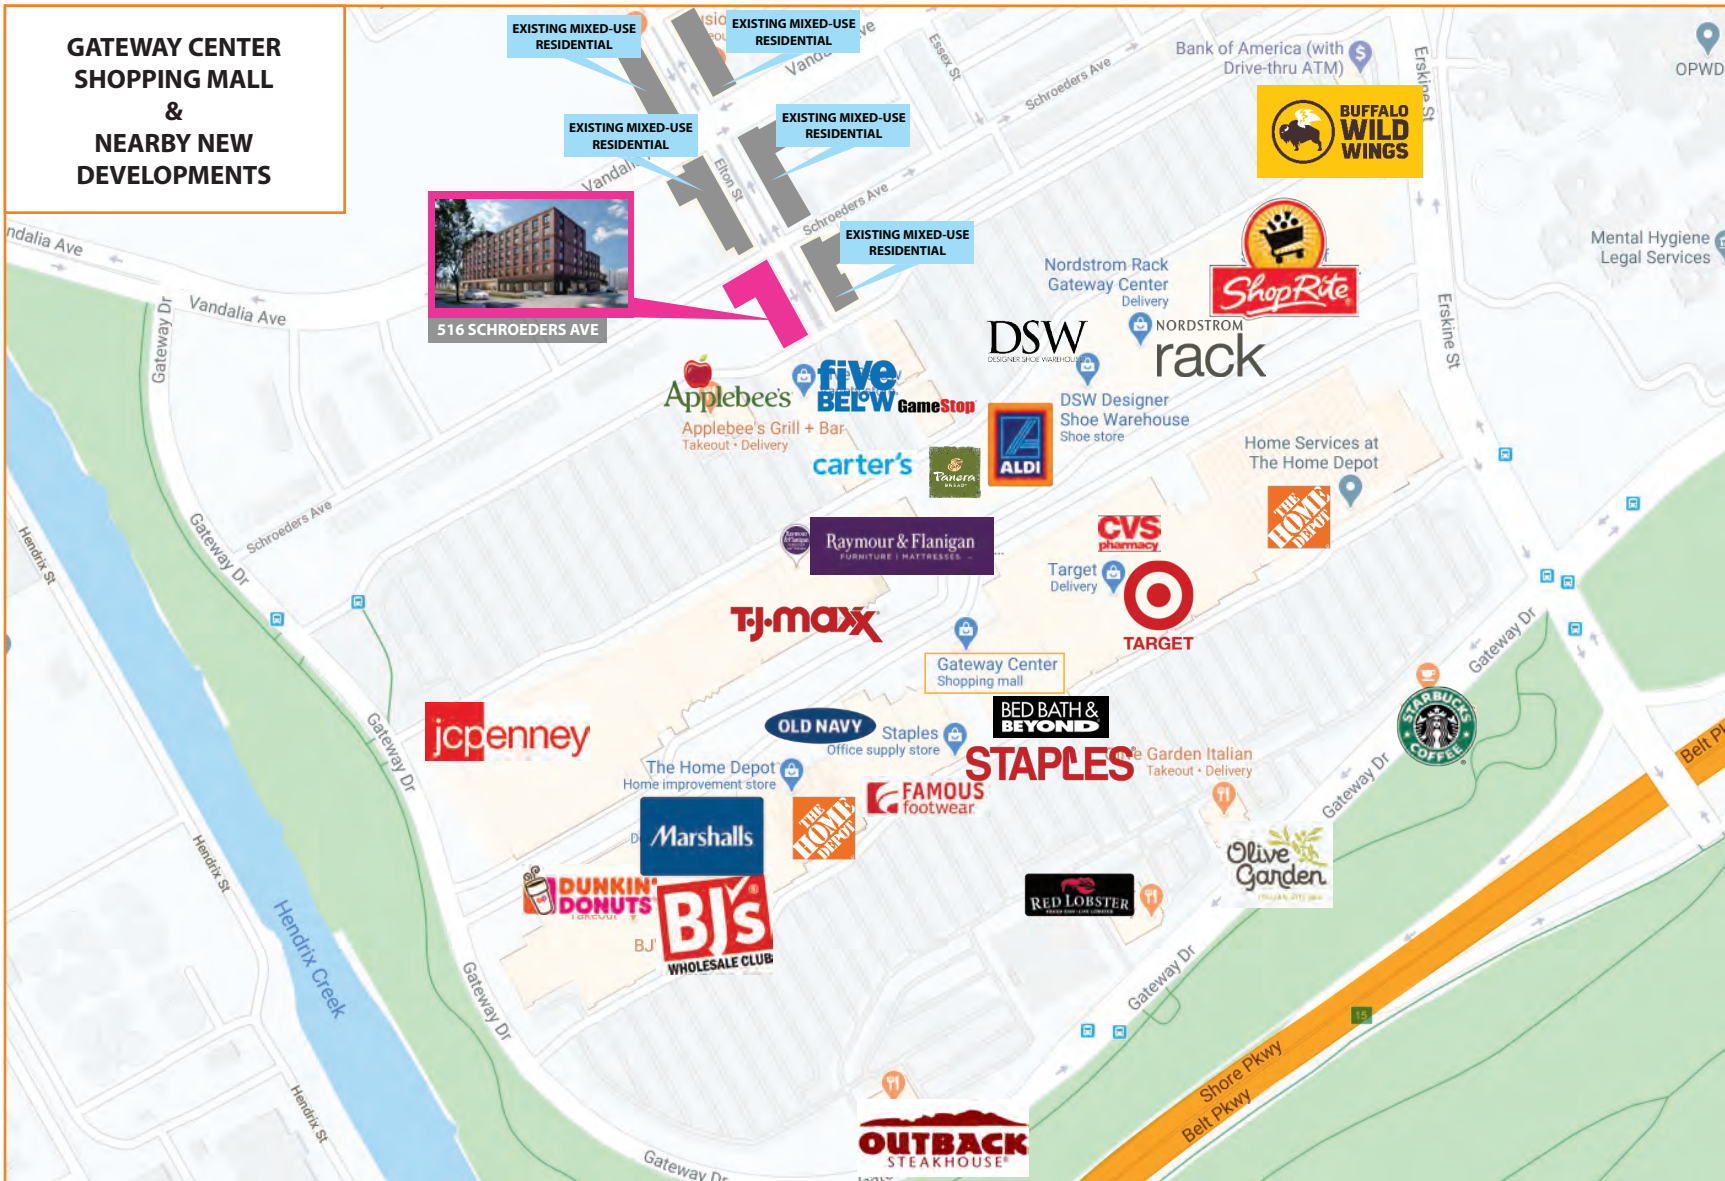 GATEWAY CENTER
SHOPPING MALL
&
NEARBY NEW
DEVELOPMENTS
EXISTING MIXED-USE
RESIDENTIAL
EXISTING MIXED-USE
RESIDENTIAL
EXISTING MIXED-USE
RESIDENTIAL
EXISTING MIXED-USE
RESIDENTIAL
EXISTING MIXED-USE
RESIDENTIAL
516 SCHROEDERS AVE
Essex St
Schroeders Ave
Bank of America (with
Drive-thru ATM)
Erskine St
OPWD
BUFFALO
WILD
WINGS
Elton St
Schroeders Ave
ndalia Ave
Vandalia Ave
Gateway Dr
Mental Hygiene
Legal Services
ShopRite
Nordstrom Rack
Gateway Center
Delivery
NORDSTROM
rack
DSW
DESIGNER SHOE WAREHOUSE
DSW Designer
Shoe Warehouse
Shoe store
Erskine St
Applebee's
five
BELOW
GameStop
Applebee's Grill + Bar
Takeout • Delivery
carter's
Panera
BREAD
ALDI
Home Services at
The Home Depot
THE
HOME
DEPOT
Schroeders Ave
Gateway Dr
Hendrix St
Raymour & Flanigan
FURNITURE | MATTRESSES
CVS
pharmacy
Target
Delivery
TARGET
T.J.maxx
Gateway Center
Shopping mall
Gateway Dr
jcpenney
Gateway Dr
OLD NAVY
Staples
Office supply store
BED BATH &
BEYOND
STAPLES
Garden Italian
Takeout • Delivery
STARBUCKS
COFFEE
Gateway Dr
Belt
The Home Depot
Home improvement store
FAMOUS
footwear
Marshalls
THE
HOME
DEPOT
Olive
Garden
Hendrix St
DUNKIN'
DONUTS
Takeout
BJ'
BJ's
WHOLESALE CLUB
RED LOBSTER
Hendrix Creek
Gateway Dr
Gateway Dr
15
Shore Pkwy
Belt Pkwy
Hendrix St
OUTBACK
STEAKHOUSE
Gateway Dr